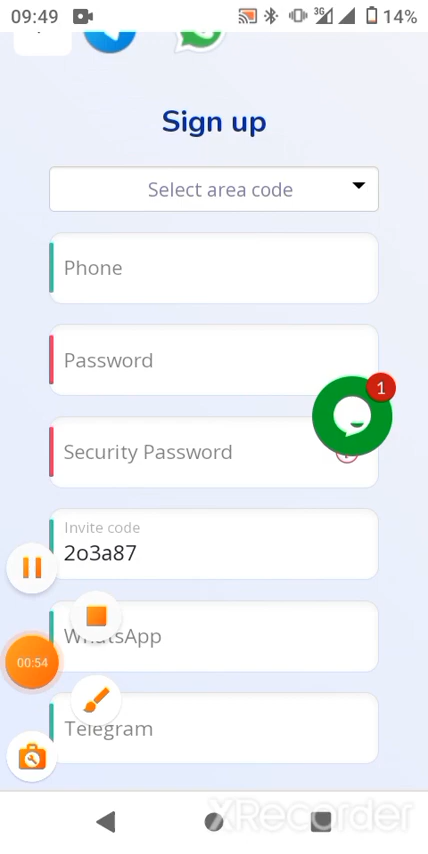 09:49
3G
14%
Sign up
Select area code
Phone
Password
1
Security Password
Invite code
2o3a87
WhatsApp
00:54
Telegram
XRecorder